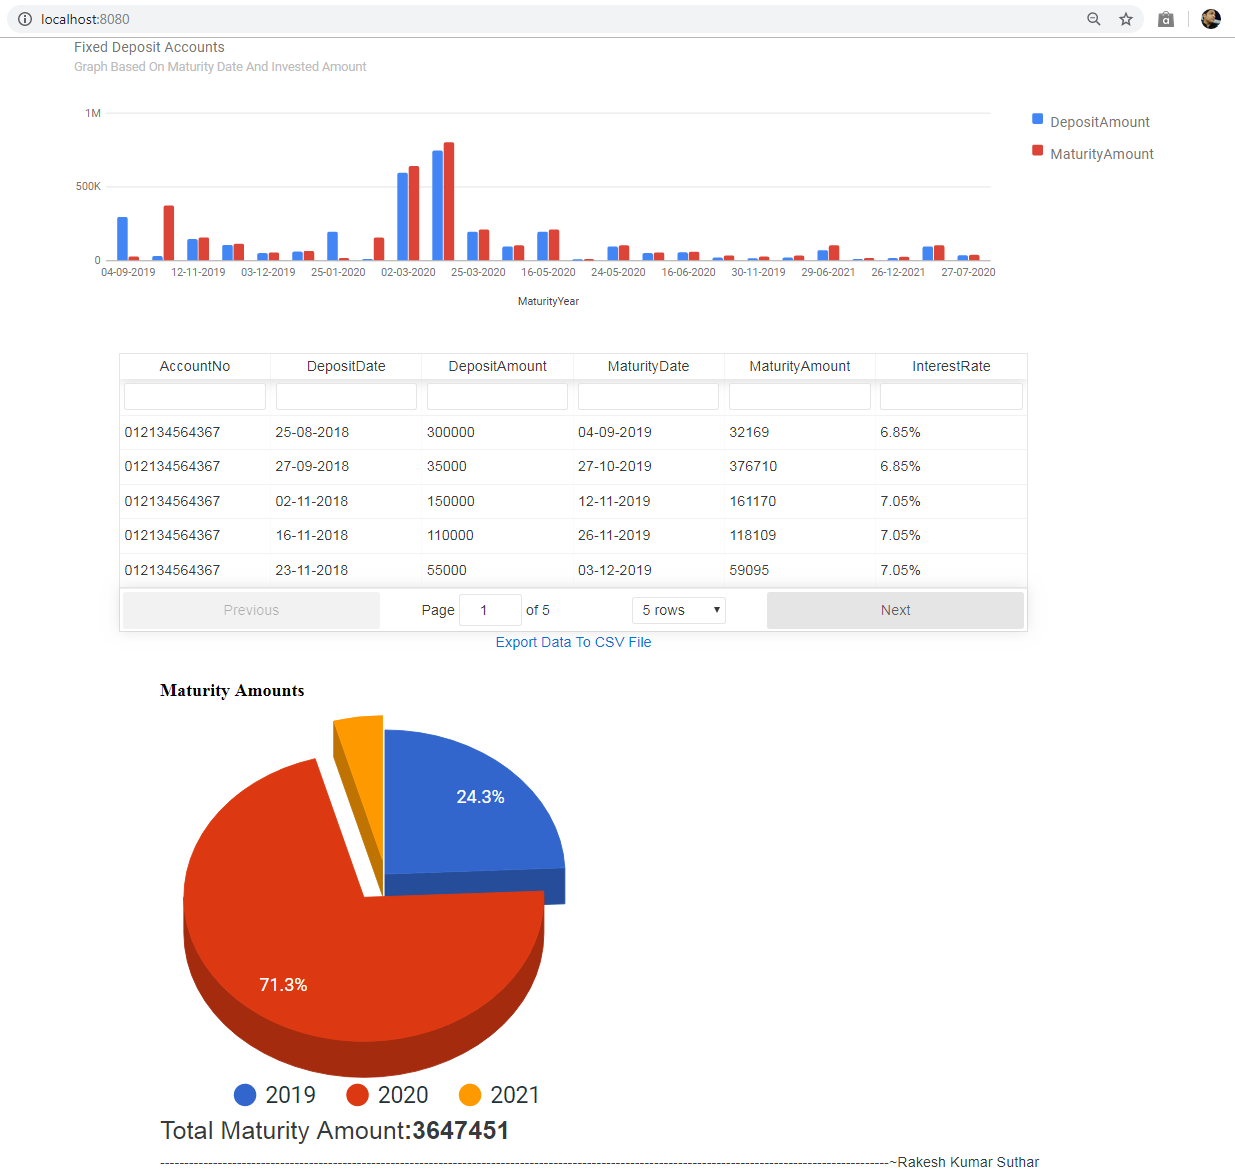 localhost:8080
Fixed Deposit Accounts
Graph Based On Maturity Date And Invested Amount
1M
500K
0
DepositAmount
MaturityAmount
04-09-2019 12-11-2019 03-12-2019 25-01-2020 02-03-2020 25-03-2020 16-05-2020 24-05-2020 16-06-2020 30-11-2019 29-06-2021 26-12-2021 27-07-2020
MaturityYear
AccountNo DepositDate DepositAmount MaturityDate MaturityAmount InterestRate
012134564367 25-08-2018 300000 04-09-2019 32169 6.85%
012134564367 27-09-2018 35000 27-10-2019 376710 6.85%
012134564367 02-11-2018 150000 12-11-2019 161170 7.05%
012134564367 16-11-2018 110000 26-11-2019 118109 7.05%
012134564367 23-11-2018 55000 03-12-2019 59095 7.05%
Previous Page 1 of 5 5 rows Next
Export Data To CSV File
Maturity Amounts
24.3%
71.3%
2019 2020 2021
Total Maturity Amount:3647451
~Rakesh Kumar Suthar